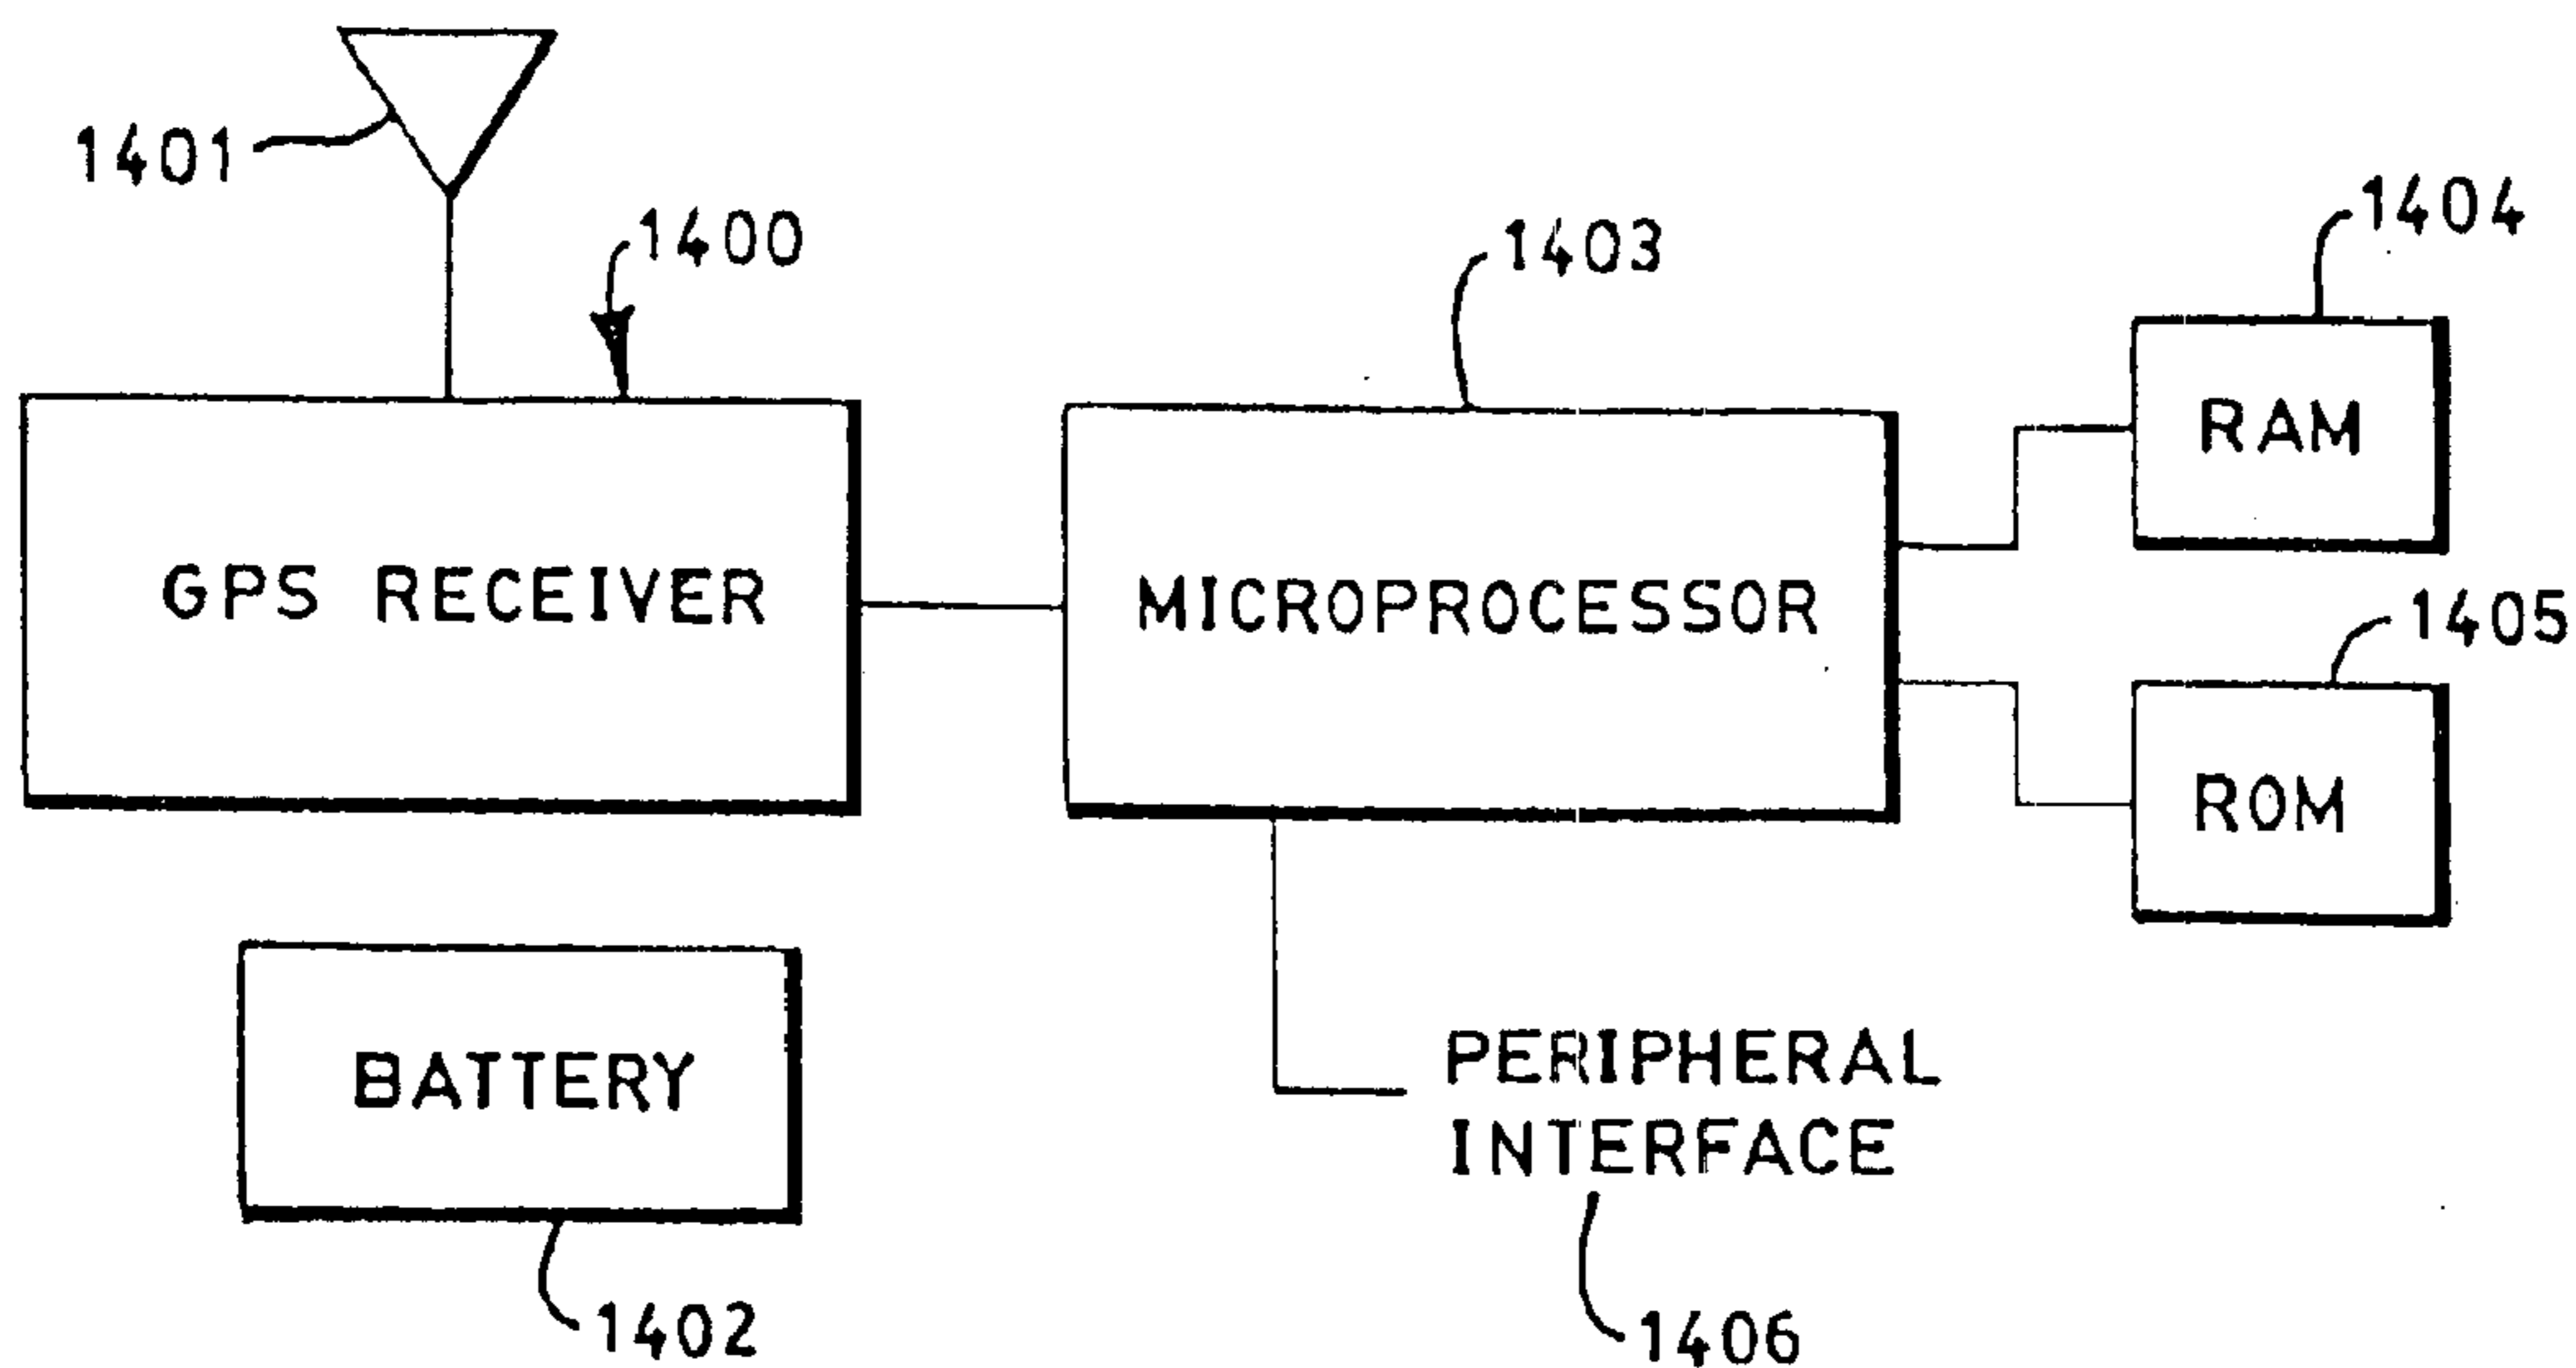 1401
1400
1403
1404
GPS RECEIVER
MICROPROCESSOR
RAM
1405
ROM
BATTERY
PERIPHERAL
INTERFACE
1402
1406